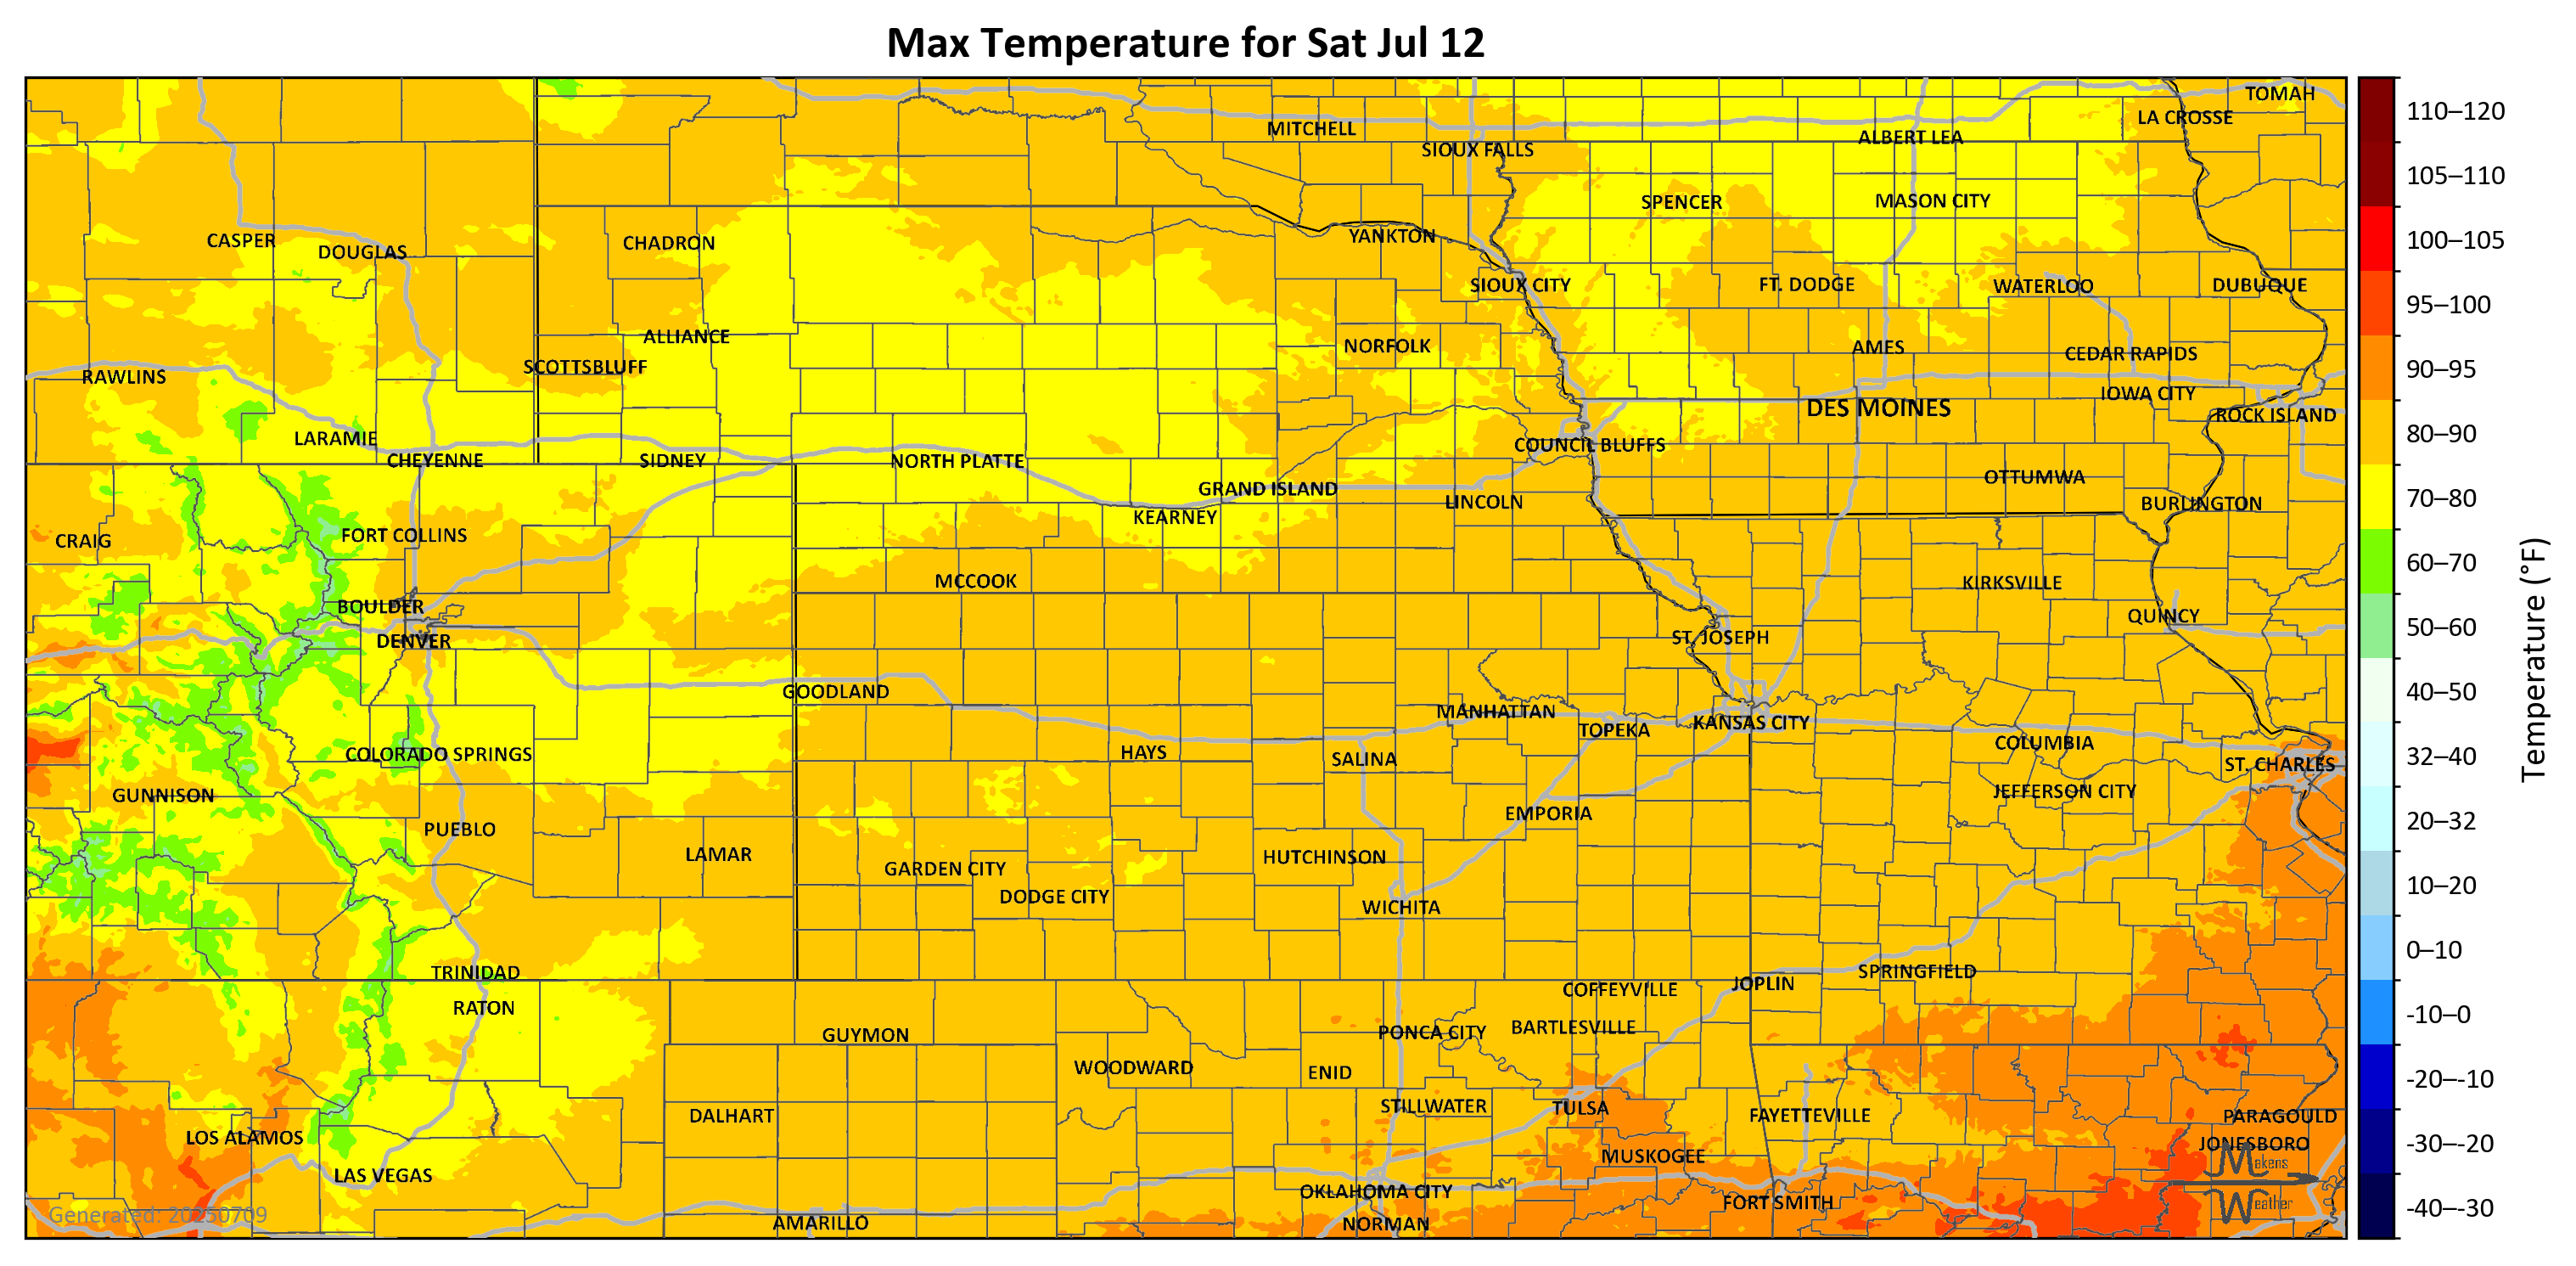 Max Temperature for Sat Jul 12
TOMAH
LA CROSSE
MITCHELL
ALBERT LEA
SIOUX FALLS
SPENCER
MASON CITY
YANKTON
CASPER
CHADRON
DOUGLAS
SIOUX CITY
FT. DODGE
WATERLOO
DUBUQUE
ALLIANCE
NORFOLK
AMES
CEDAR RAPIDS
SCOTTSBLUFF
RAWLINS
IOWA CITY
DES MOINES
ROCK ISLAND
LARAMIE
COUNCIL BLUFFS
CHEYENNE
SIDNEY
NORTH PLATTE
OTTUMWA
GRAND ISLAND
LINCOLN
BURLINGTON
KEARNEY
FORT COLLINS
CRAIG
MCCOOK
KIRKSVILLE
BOULDER
QUINCY
ST. JOSEPH
DENVER
GOODLAND
MANHATTAN
KANSAS CITY
TOPEKA
COLUMBIA
HAYS
COLORADO SPRINGS
SALINA
ST. CHARLES
JEFFERSON CITY
GUNNISON
EMPORIA
PUEBLO
LAMAR
HUTCHINSON
GARDEN CITY
DODGE CITY
WICHITA
TRINIDAD
SPRINGFIELD
JOPLIN
COFFEYVILLE
RATON
BARTLESVILLE
PONCA CITY
GUYMON
WOODWARD
ENID
STILLWATER
TULSA
DALHART
FAYETTEVILLE
PARAGOULD
LOS ALAMOS
JONESBORO
MUSKOGEE
LAS VEGAS
OKLAHOMA CITY
FORT SMITH
AMARILLO
NORMAN
Generated: 20250709
Makens
Weather
110–120
105–110
100–105
95–100
90–95
80–90
70–80
60–70
50–60
40–50
32–40
20–32
10–20
0–10
-10–0
-20–-10
-30–-20
-40–-30
Temperature (°F)